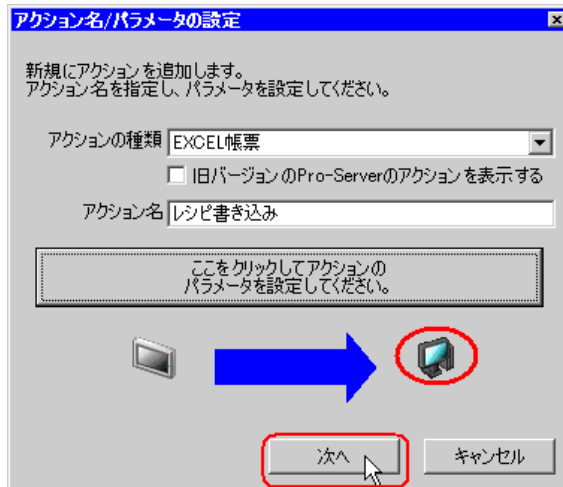 アクション名/パラメータの設定
新規にアクションを追加します。
アクション名を指定し、パラメータを設定してください。
アクションの種類 EXCEL帳票
旧バージョンのPro-Serverのアクションを表示する
アクション名 レシピ書き込み
ここをクリックしてアクションの
パラメータを設定してください。
次へ キャンセル